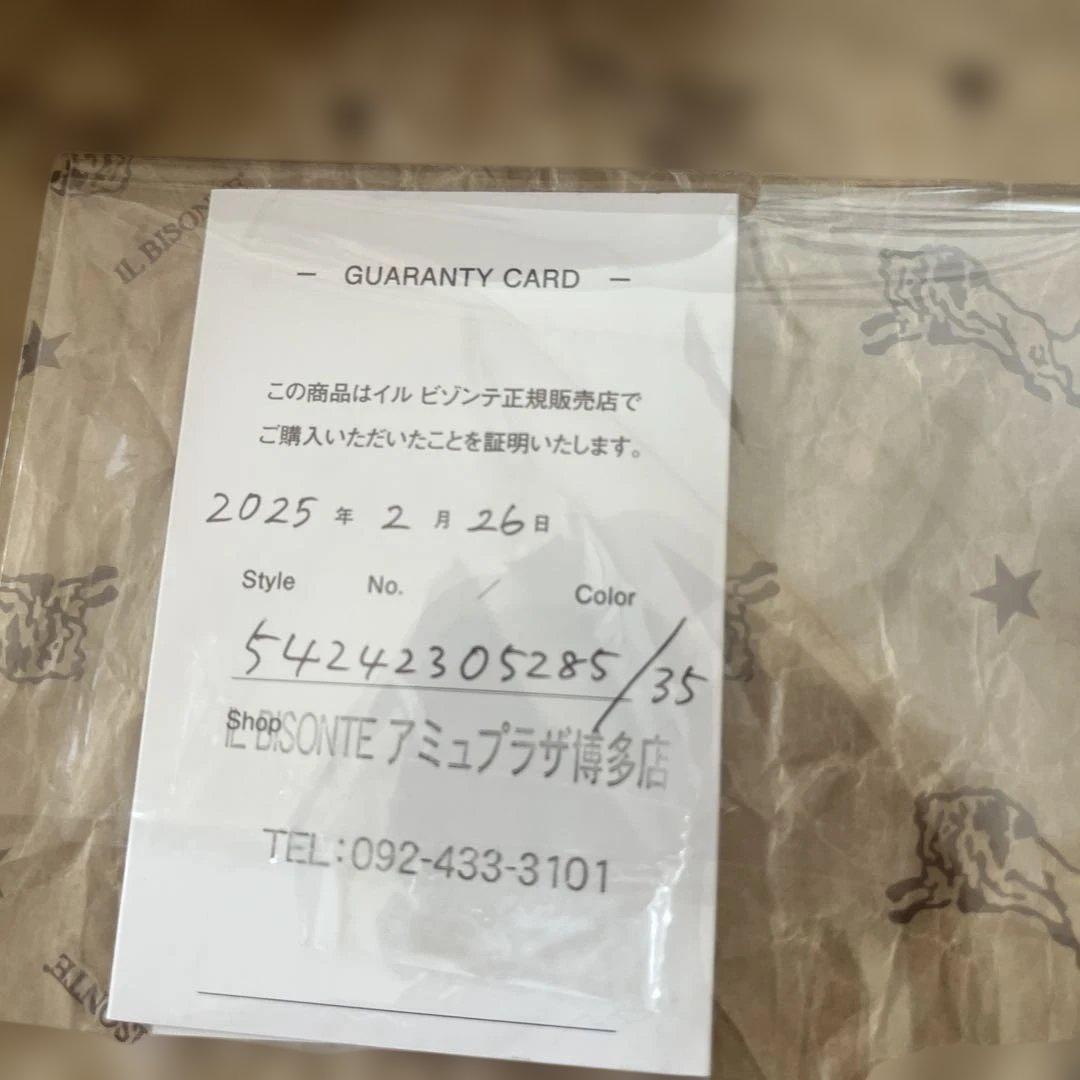 IL BISONTE
— GUARANTY CARD —
この商品はイル ビゾンテ正規販売店で
ご購入いただいたことを証明いたします。
2025 年 2 月 26 日
Style No. / Color
54242305285/35
Shop
IL BISONTE アミュプラザ博多店
TEL:092-433-3101